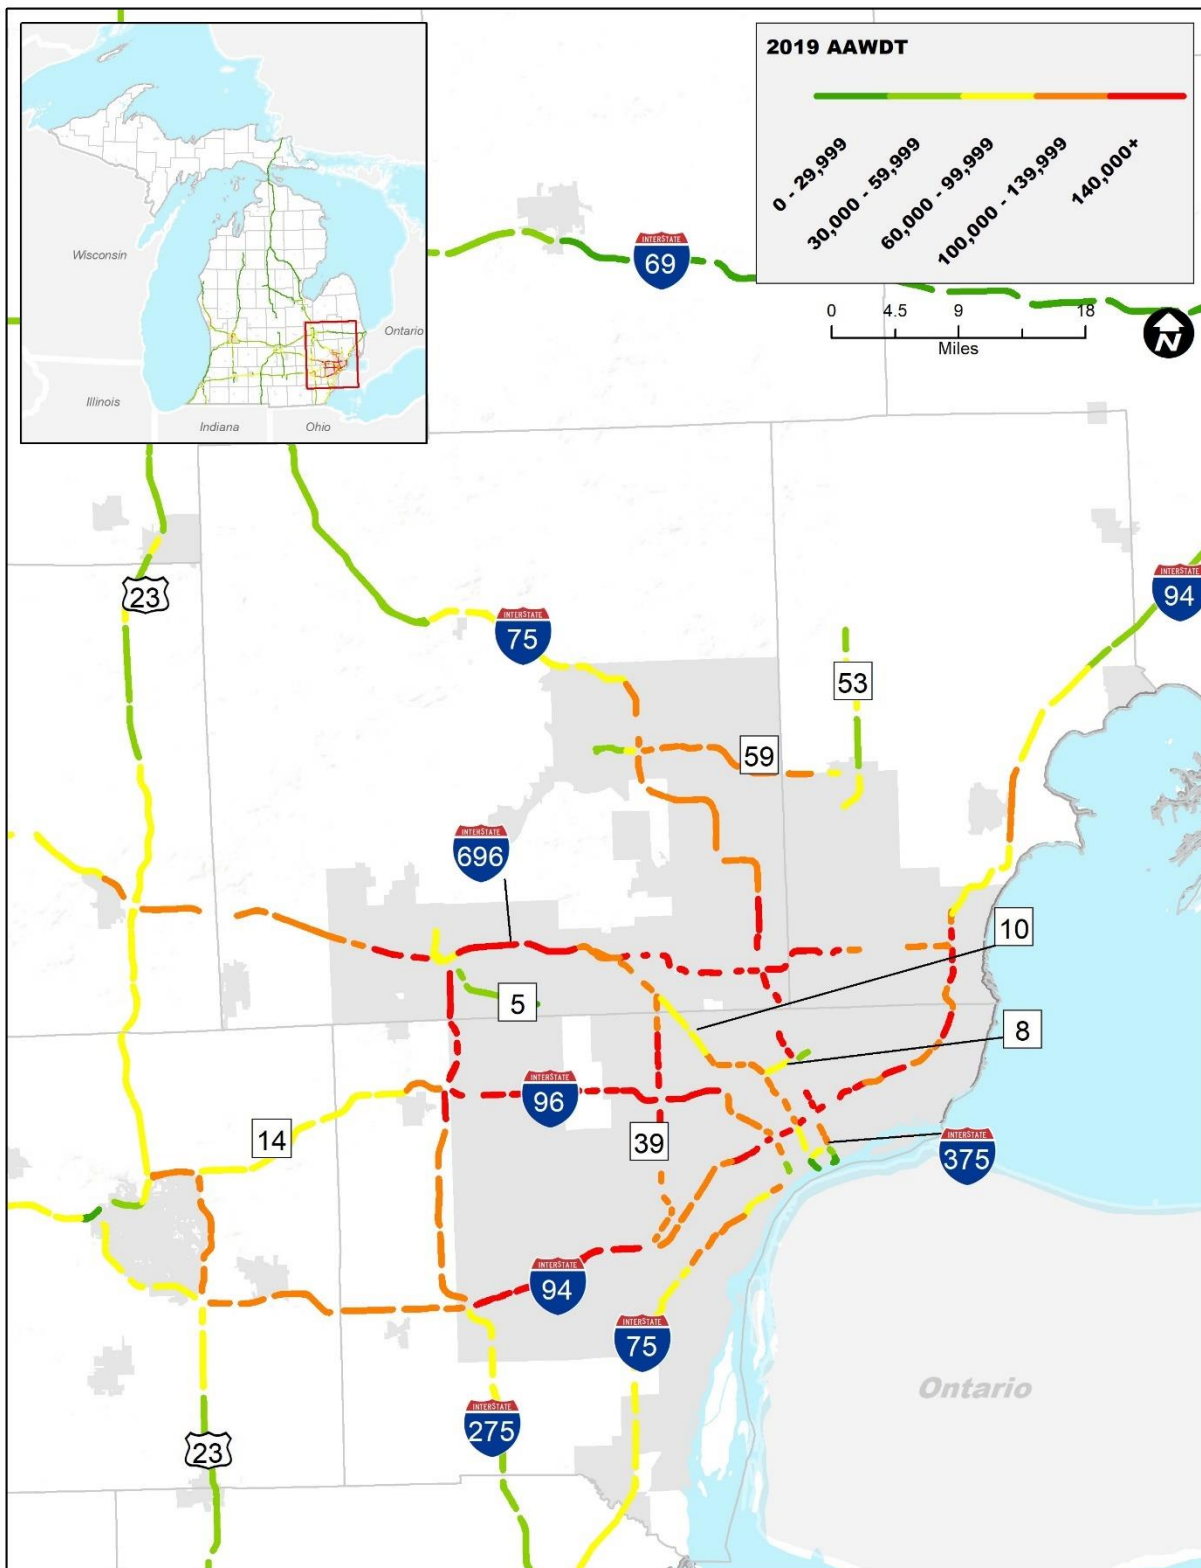 2019 AAWDT
0 - 29,999
30,000 - 59,999
60,000 - 99,999
100,000 - 139,999
140,000+
0 4.5 9 18
Miles
N
Wisconsin
Ontario
Illinois
Indiana
Ohio
INTERSTATE
69
23
INTERSTATE
94
INTERSTATE
75
53
59
INTERSTATE
696
10
5
8
INTERSTATE
96
14
39
INTERSTATE
375
INTERSTATE
94
INTERSTATE
75
Ontario
INTERSTATE
275
23